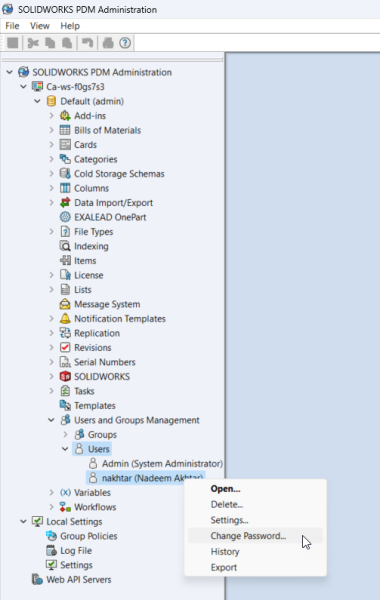 SOLIDWORKS PDM Administration
File View Help
SOLIDWORKS PDM Administration
Ca-ws-f0gs7s3
Default (admin)
Add-ins
Bills of Materials
Cards
Categories
Cold Storage Schemas
Columns
Data Import/Export
EXALEAD OnePart
File Types
Indexing
Items
License
Lists
Message System
Notification Templates
Replication
Revisions
Serial Numbers
SOLIDWORKS
Tasks
Templates
Users and Groups Management
Groups
Users
Admin (System Administrator)
nakhtar (Nadeem Akhtar)
Variables
Workflows
Local Settings
Group Policies
Log File
Settings
Web API Servers
Open...
Delete...
Settings...
Change Password...
History
Export